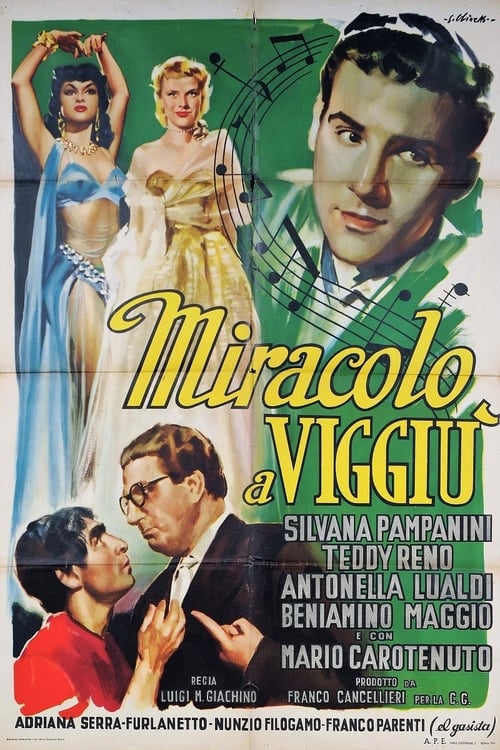 Miracolo
a VIGGIÙ
SILVANA PAMPANINI
TEDDY RENO
ANTONELLA LUALDI
BENIAMINO MAGGIO
E CON
MARIO CAROTENUTO
REGIA
LUIGI M. GIACHINO
PRODOTTO DA
FRANCO CANCELLIERI PER LA C.G.
ADRIANA SERRA-FURLANETTO-NUNZIO FILOGAMO-FRANCO PARENTI (el gasista)
A.P.E.